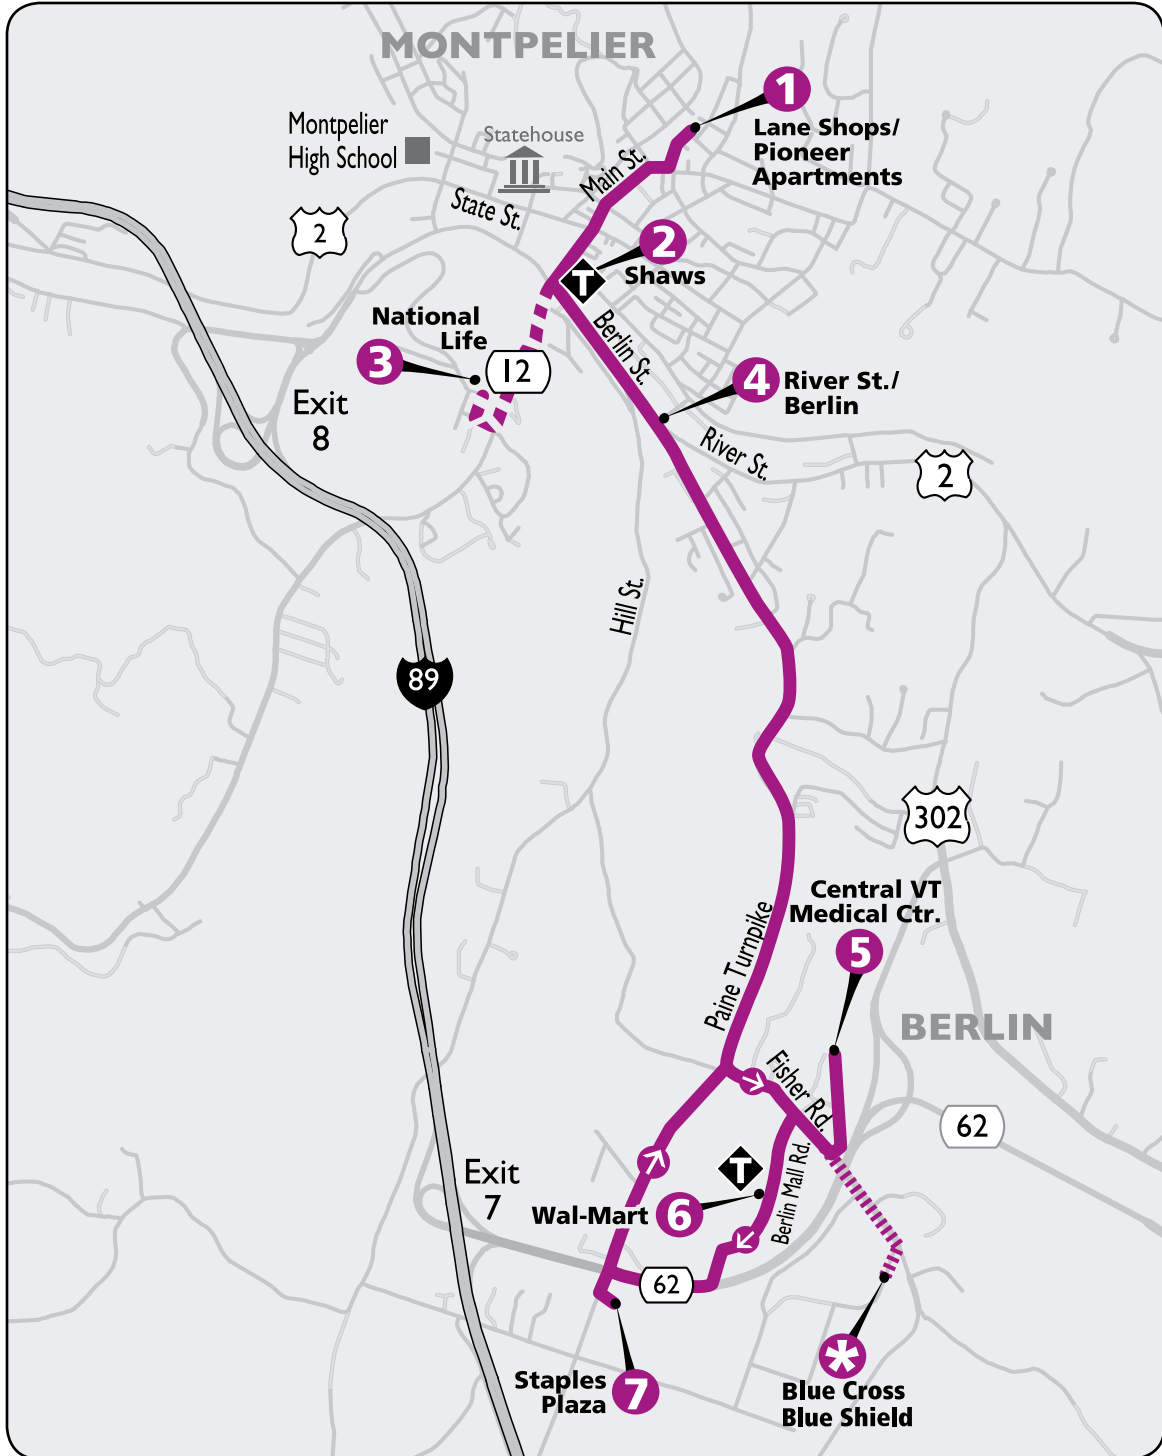 MONTPELIER
1
Lane Shops/
Pioneer
Apartments
Montpelier
High School
Statehouse
Main St.
State St.
2
2
Shaws
T
National
Life
3
12
Berlin St.
4
River St./
Berlin
Exit
8
River St.
2
Hill St.
89
302
Central VT
Medical Ctr.
5
Paine Turnpike
BERLIN
Fisher Rd.
62
T
Exit
7
Berlin Mall Rd.
Wal-Mart
6
62
Staples
Plaza
7
*
Blue Cross
Blue Shield